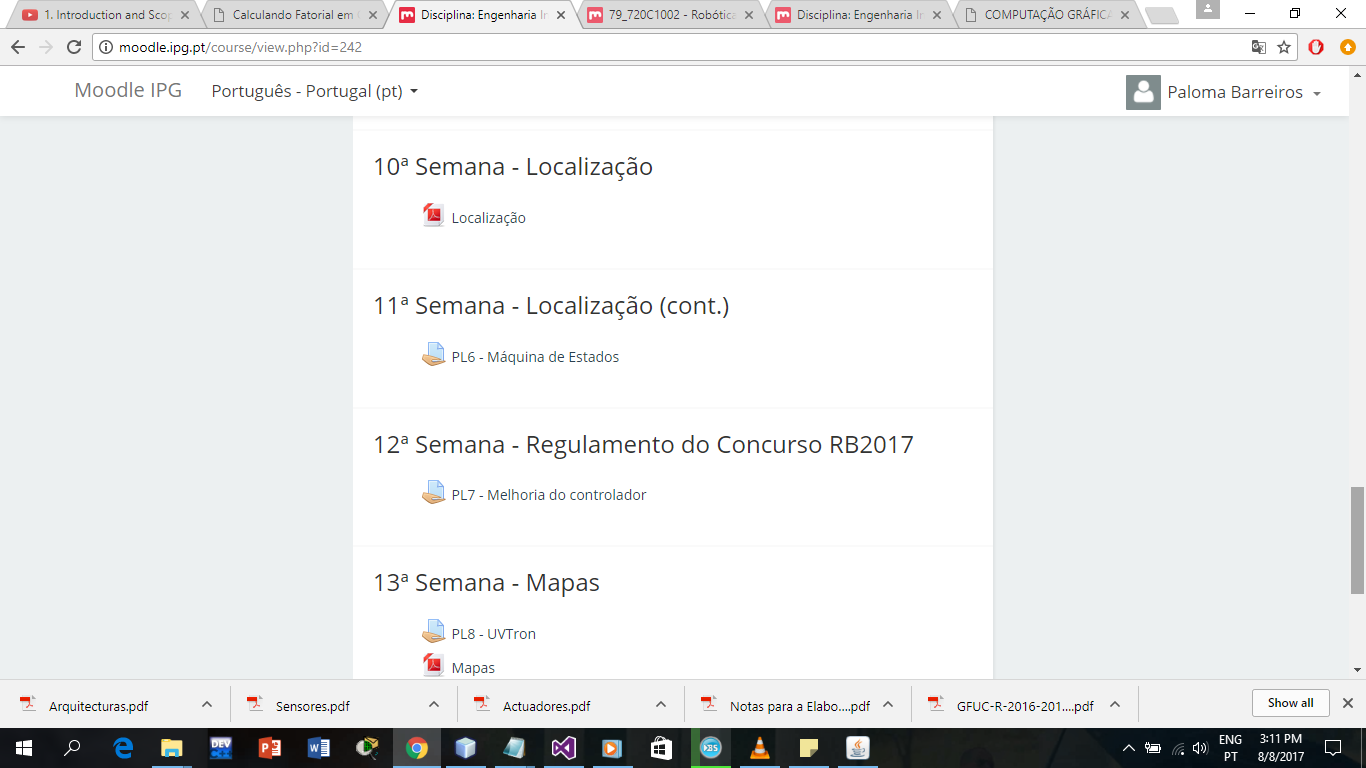 1. Introduction and Scop
Calculando Fatorial em
Disciplina: Engenharia In
79_720C1002 - Robótica
Disciplina: Engenharia In
COMPUTAÇÃO GRÁFICA
moodle.ipg.pt/course/view.php?id=242
Moodle IPG
Português - Portugal (pt)
Paloma Barreiros
10ª Semana - Localização
Localização
11ª Semana - Localização (cont.)
PL6 - Máquina de Estados
12ª Semana - Regulamento do Concurso RB2017
PL7 - Melhoria do controlador
13ª Semana - Mapas
PL8 - UVTron
Mapas
Arquitecturas.pdf
Sensores.pdf
Actuadores.pdf
Notas para a Elabo....pdf
GFUC-R-2016-201....pdf
Show all
DEV
ENG
PT
3:11 PM
8/8/2017